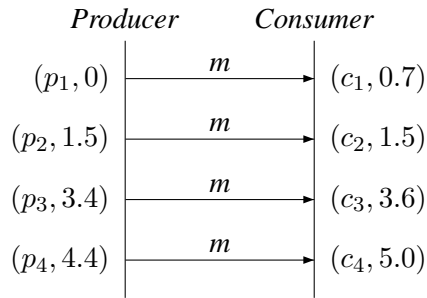 Producer Consumer
(p₁, 0) m (c₁, 0.7)
(p₂, 1.5) m (c₂, 1.5)
(p₃, 3.4) m (c₃, 3.6)
(p₄, 4.4) m (c₄, 5.0)